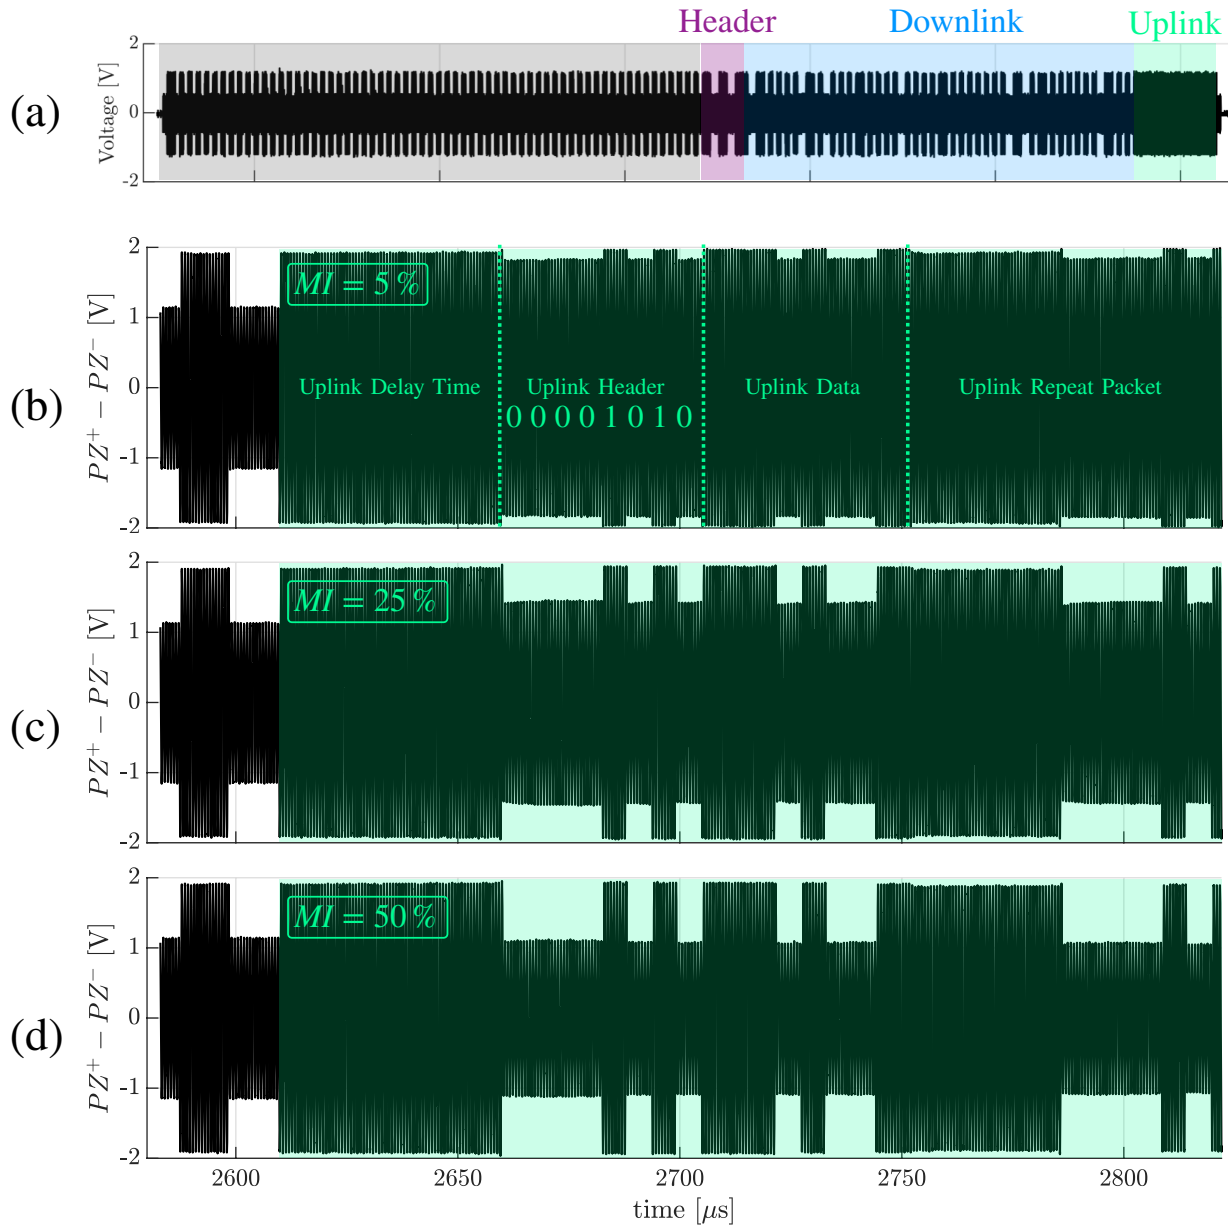 Header Downlink Uplink
(a)
Voltage [V]
2
0
-2
(b)
PZ⁺ − PZ⁻ [V]
2
1
0
-1
-2
MI = 5 %
Uplink Delay Time
Uplink Header
0 0 0 0 1 0 1 0
Uplink Data
Uplink Repeat Packet
(c)
PZ⁺ − PZ⁻ [V]
2
1
0
-1
-2
MI = 25 %
(d)
PZ⁺ − PZ⁻ [V]
2
1
0
-1
-2
MI = 50 %
2600 2650 2700 2750 2800
time [μs]